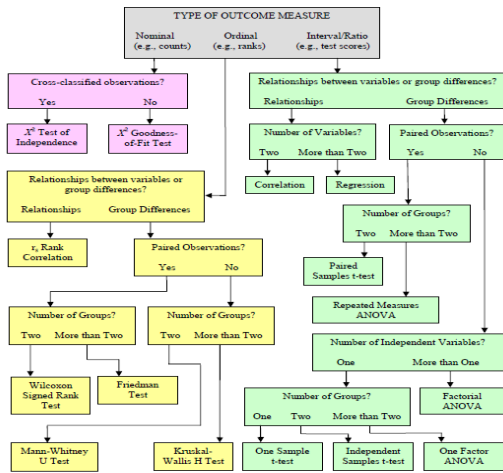 TYPE OF OUTCOME MEASURE
Nominal Ordinal Interval/Ratio
(e.g., counts) (e.g., ranks) (e.g., test scores)
Cross-classified observations?
Yes No
X² Test of
Independence
X² Goodness-
of-Fit Test
Relationships between variables or
group differences?
Relationships Group Differences
rₛ Rank
Correlation
Paired Observations?
Yes No
Number of Groups?
Two More than Two
Number of Groups?
Two More than Two
Wilcoxon
Signed Rank
Test
Friedman
Test
Mann-Whitney
U Test
Kruskal-
Wallis H Test
Relationships between variables or group differences?
Relationships Group Differences
Number of Variables?
Two More than Two
Paired Observations?
Yes No
Correlation
Regression
Number of Groups?
Two More than Two
Paired
Samples t-test
Repeated Measures
ANOVA
Number of Independent Variables?
One More than One
Number of Groups?
One Two More than Two
Factorial
ANOVA
One Sample
t-test
Independent
Samples t-test
One Factor
ANOVA